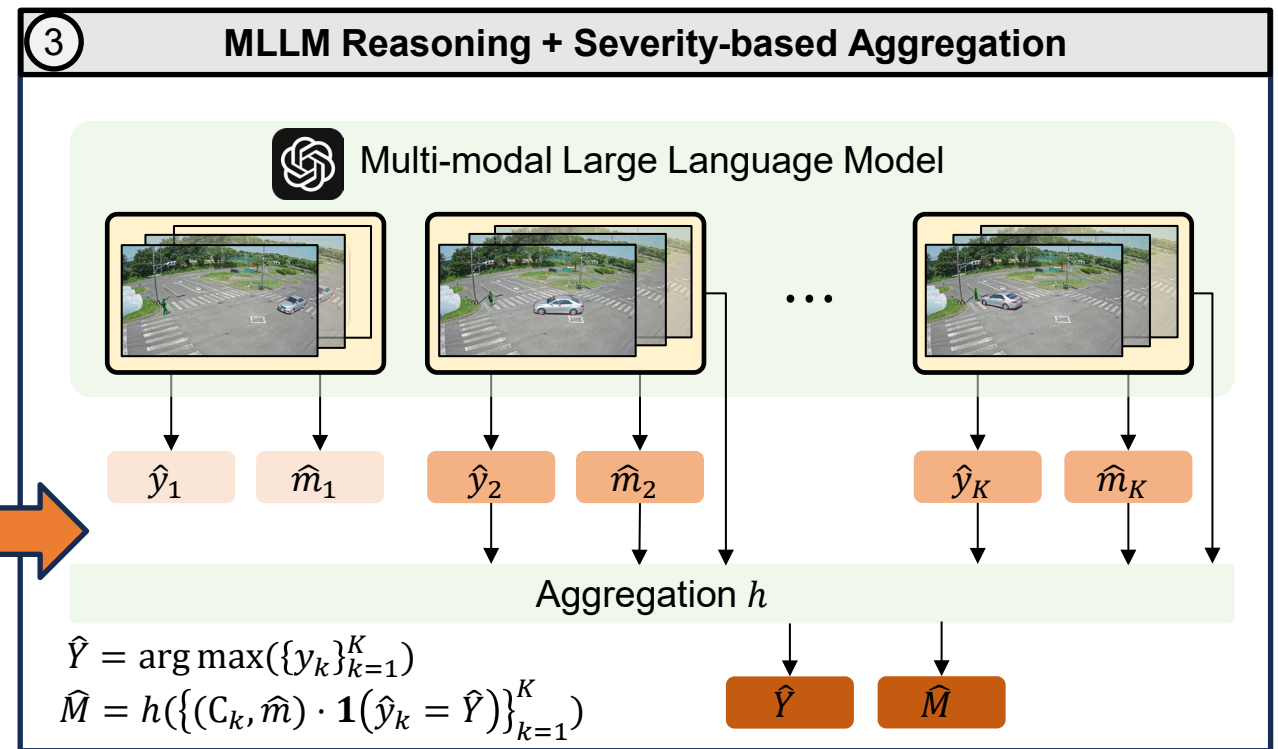 3
MLLM Reasoning + Severity-based Aggregation
Multi-modal Large Language Model
...
ŷ₁ m̂₁ ŷ₂ m̂₂ ŷ_K m̂_K
Aggregation h
Ŷ = arg max({y_k}_{k=1}^K)
M̂ = h({(C_k, m̂) · 𝟏(ŷ_k = Ŷ)}_{k=1}^K)
Ŷ M̂